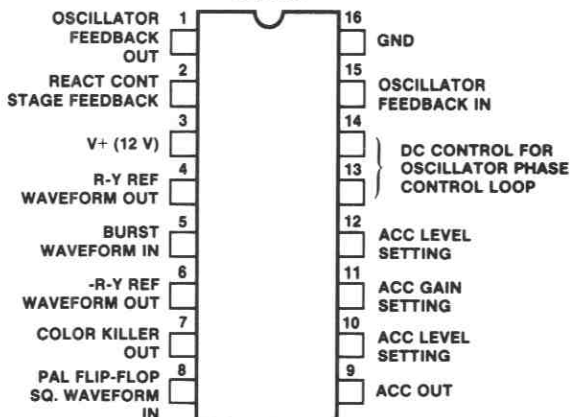 OSCILLATOR
FEEDBACK
OUT
1
REACT CONT
STAGE FEEDBACK
2
V+ (12 V)
3
R-Y REF
WAVEFORM OUT
4
BURST
WAVEFORM IN
5
-R-Y REF
WAVEFORM OUT
6
COLOR KILLER
OUT
7
PAL FLIP-FLOP
SQ. WAVEFORM
IN
8
16
GND
15
OSCILLATOR
FEEDBACK IN
14
13
DC CONTROL FOR
OSCILLATOR PHASE
CONTROL LOOP
12
ACC LEVEL
SETTING
11
ACC GAIN
SETTING
10
ACC LEVEL
SETTING
9
ACC OUT